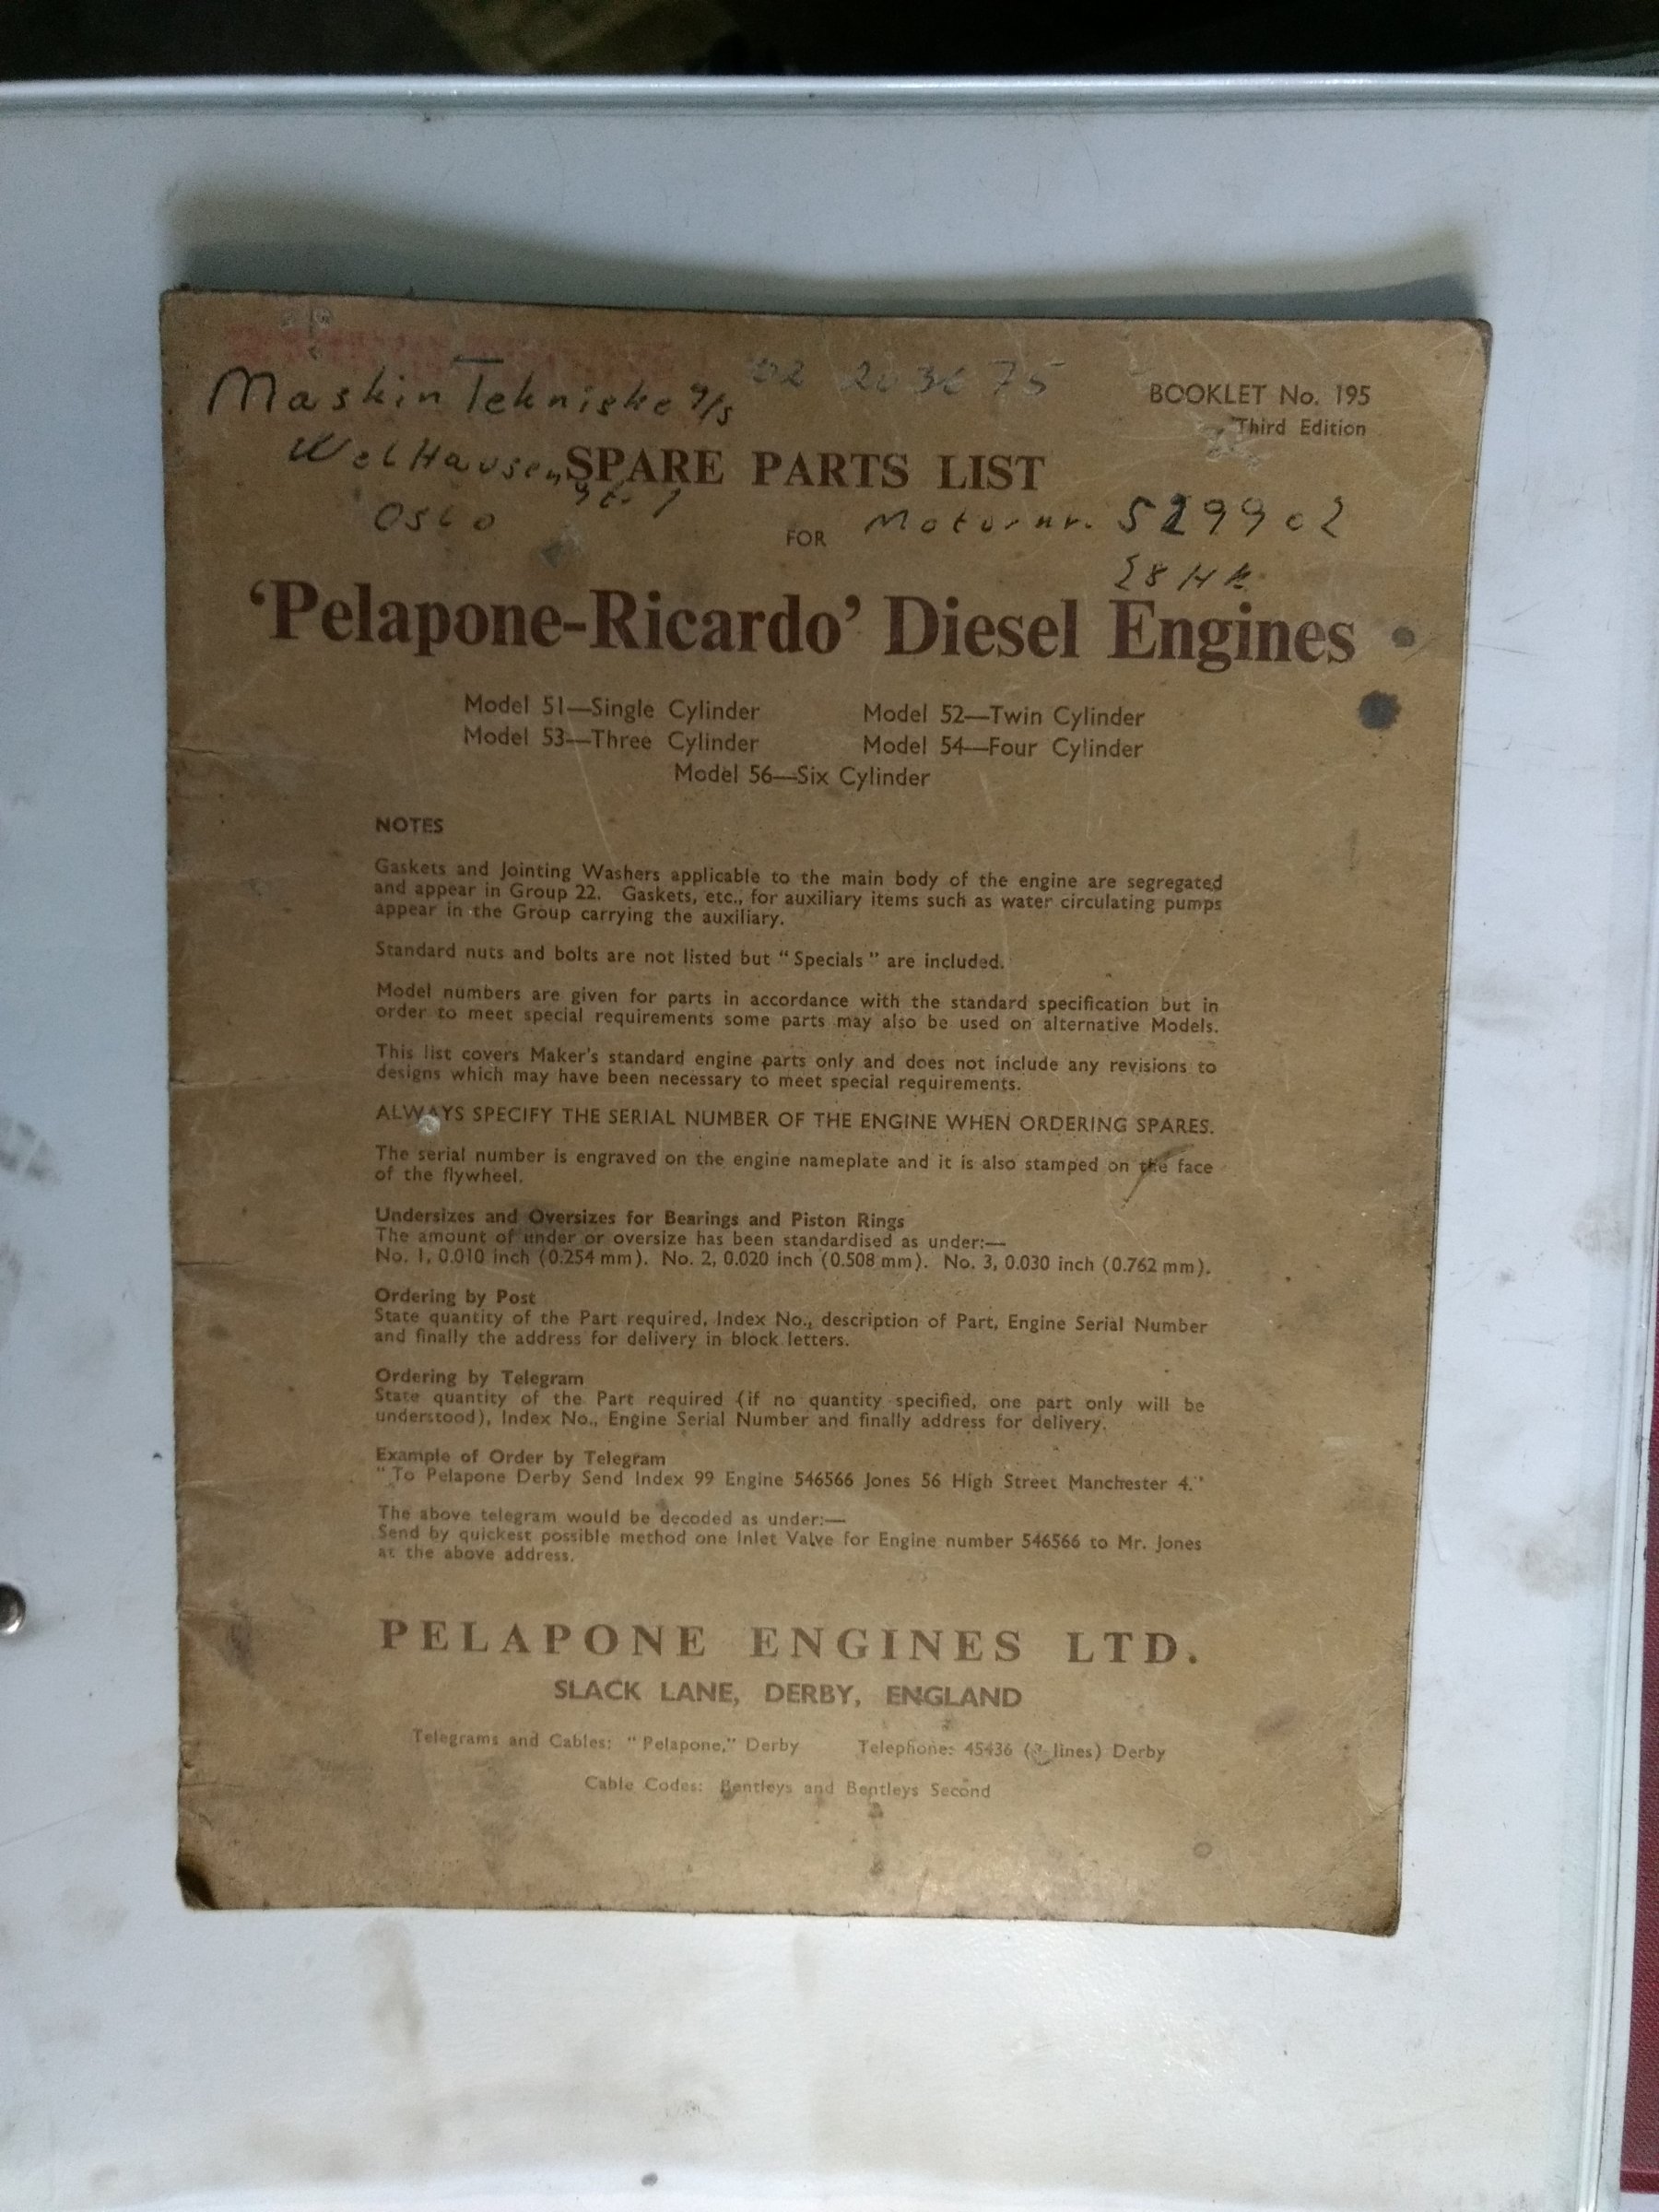 Maskin Tekniske A/S
BOOKLET No. 195
Third Edition
WelHavsens
gt. 1
SPARE PARTS LIST
Oslo
FOR
Motor nr.
28 HK
‘Pelapone-Ricardo’ Diesel Engines
Model 51—Single Cylinder Model 52—Twin Cylinder
Model 53—Three Cylinder Model 54—Four Cylinder
Model 56—Six Cylinder
NOTES
Gaskets and Jointing Washers applicable to the main body of the engine are segregated
and appear in Group 22. Gaskets, etc., for auxiliary items such as water circulating pumps
appear in the Group carrying the auxiliary.
Standard nuts and bolts are not listed but “Specials” are included.
Model numbers are given for parts in accordance with the standard specification but in
order to meet special requirements some parts may also be used on alternative Models.
This list covers Maker's standard engine parts only and does not include any revisions to
designs which may have been necessary to meet special requirements.
ALWAYS SPECIFY THE SERIAL NUMBER OF THE ENGINE WHEN ORDERING SPARES.
The serial number is engraved on the engine nameplate and it is also stamped on the face
of the flywheel.
Undersizes and Oversizes for Bearings and Piston Rings
The amount of under or oversize has been standardised as under:—
No. 1, 0.010 inch (0.254 mm). No. 2, 0.020 inch (0.508 mm). No. 3, 0.030 inch (0.762 mm).
Ordering by Post
State quantity of the Part required, Index No., description of Part, Engine Serial Number
and finally the address for delivery in block letters.
Ordering by Telegram
State quantity of the Part required (if no quantity specified, one part only will be
understood), Index No., Engine Serial Number and finally address for delivery.
Example of Order by Telegram
“To Pelapone Derby Send Index 99 Engine 546566 Jones 56 High Street Manchester 4.”
The above telegram would be decoded as under:—
Send by quickest possible method one Inlet Valve for Engine number 546566 to Mr. Jones
at the above address.
PELAPONE ENGINES LTD.
SLACK LANE, DERBY, ENGLAND
Telegrams and Cables: “Pelapone,” Derby Telephone: 45436 (3 lines) Derby
Cable Codes: Bentleys and Bentleys Second